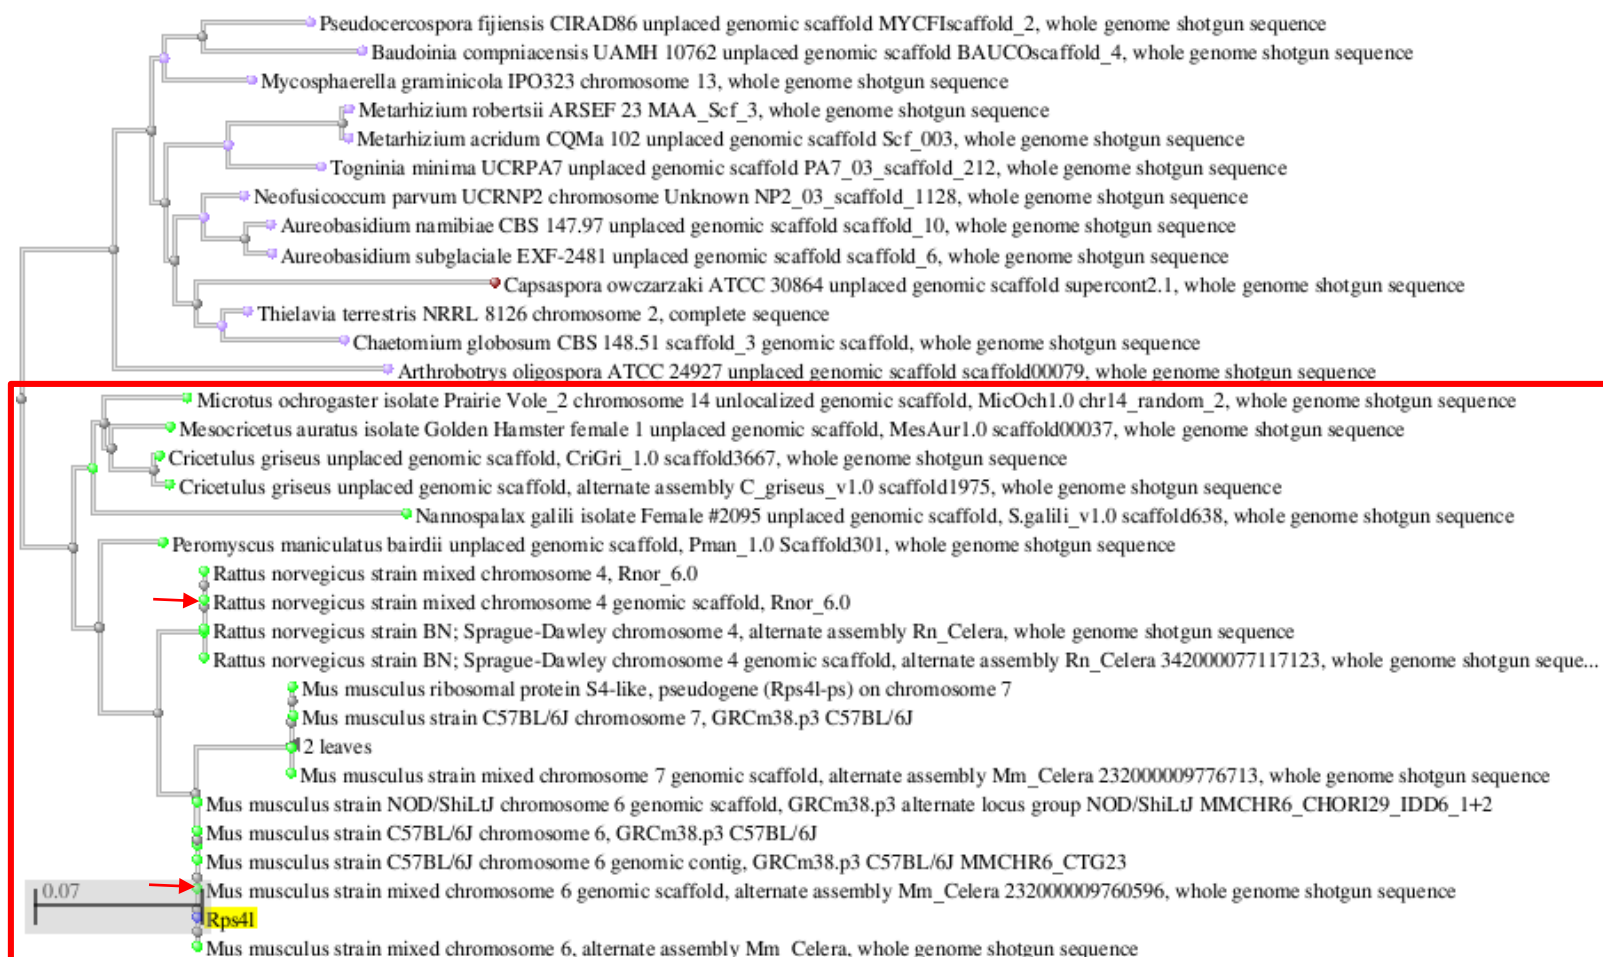 Pseudocercospora fijiensis CIRAD86 unplaced genomic scaffold MYCFIscaffold_2, whole genome shotgun sequence
Baudoinia compniacensis UAMH 10762 unplaced genomic scaffold BAUCOscaffold_4, whole genome shotgun sequence
Mycosphaerella graminicola IPO323 chromosome 13, whole genome shotgun sequence
Metarhizium robertsii ARSEF 23 MAA_Scf_3, whole genome shotgun sequence
Metarhizium acridum CQMa 102 unplaced genomic scaffold Scf_003, whole genome shotgun sequence
Togninia minima UCRPA7 unplaced genomic scaffold PA7_03_scaffold_212, whole genome shotgun sequence
Neofusicoccum parvum UCRNP2 chromosome Unknown NP2_03_scaffold_1128, whole genome shotgun sequence
Aureobasidium namibiae CBS 147.97 unplaced genomic scaffold scaffold_10, whole genome shotgun sequence
Aureobasidium subglaciale EXF-2481 unplaced genomic scaffold scaffold_6, whole genome shotgun sequence
Capsaspora owczarzaki ATCC 30864 unplaced genomic scaffold supercont2.1, whole genome shotgun sequence
Thielavia terrestris NRRL 8126 chromosome 2, complete sequence
Chaetomium globosum CBS 148.51 scaffold_3 genomic scaffold, whole genome shotgun sequence
Arthrobotrys oligospora ATCC 24927 unplaced genomic scaffold scaffold00079, whole genome shotgun sequence
Microtus ochrogaster isolate Prairie Vole_2 chromosome 14 unlocalized genomic scaffold, MicOch1.0 chr14_random_2, whole genome shotgun sequence
Mesocricetus auratus isolate Golden Hamster female 1 unplaced genomic scaffold, MesAur1.0 scaffold00037, whole genome shotgun sequence
Cricetulus griseus unplaced genomic scaffold, CriGri_1.0 scaffold3667, whole genome shotgun sequence
Cricetulus griseus unplaced genomic scaffold, alternate assembly C_griseus_v1.0 scaffold1975, whole genome shotgun sequence
Nannospalax galili isolate Female #2095 unplaced genomic scaffold, S.galili_v1.0 scaffold638, whole genome shotgun sequence
Peromyscus maniculatus bairdii unplaced genomic scaffold, Pman_1.0 Scaffold301, whole genome shotgun sequence
Rattus norvegicus strain mixed chromosome 4, Rnor_6.0
Rattus norvegicus strain mixed chromosome 4 genomic scaffold, Rnor_6.0
Rattus norvegicus strain BN; Sprague-Dawley chromosome 4, alternate assembly Rn_Celera, whole genome shotgun sequence
Rattus norvegicus strain BN; Sprague-Dawley chromosome 4 genomic scaffold, alternate assembly Rn_Celera 342000077117123, whole genome shotgun seque...
Mus musculus ribosomal protein S4-like, pseudogene (Rps4l-ps) on chromosome 7
Mus musculus strain C57BL/6J chromosome 7, GRCm38.p3 C57BL/6J
2 leaves
Mus musculus strain mixed chromosome 7 genomic scaffold, alternate assembly Mm_Celera 232000009776713, whole genome shotgun sequence
Mus musculus strain NOD/ShiLtJ chromosome 6 genomic scaffold, GRCm38.p3 alternate locus group NOD/ShiLtJ MMCHR6_CHORI29_IDD6_1+2
Mus musculus strain C57BL/6J chromosome 6, GRCm38.p3 C57BL/6J
Mus musculus strain C57BL/6J chromosome 6 genomic contig, GRCm38.p3 C57BL/6J MMCHR6_CTG23
0.07
Mus musculus strain mixed chromosome 6 genomic scaffold, alternate assembly Mm_Celera 232000009760596, whole genome shotgun sequence
Rps4l
Mus musculus strain mixed chromosome 6, alternate assembly Mm_Celera, whole genome shotgun sequence